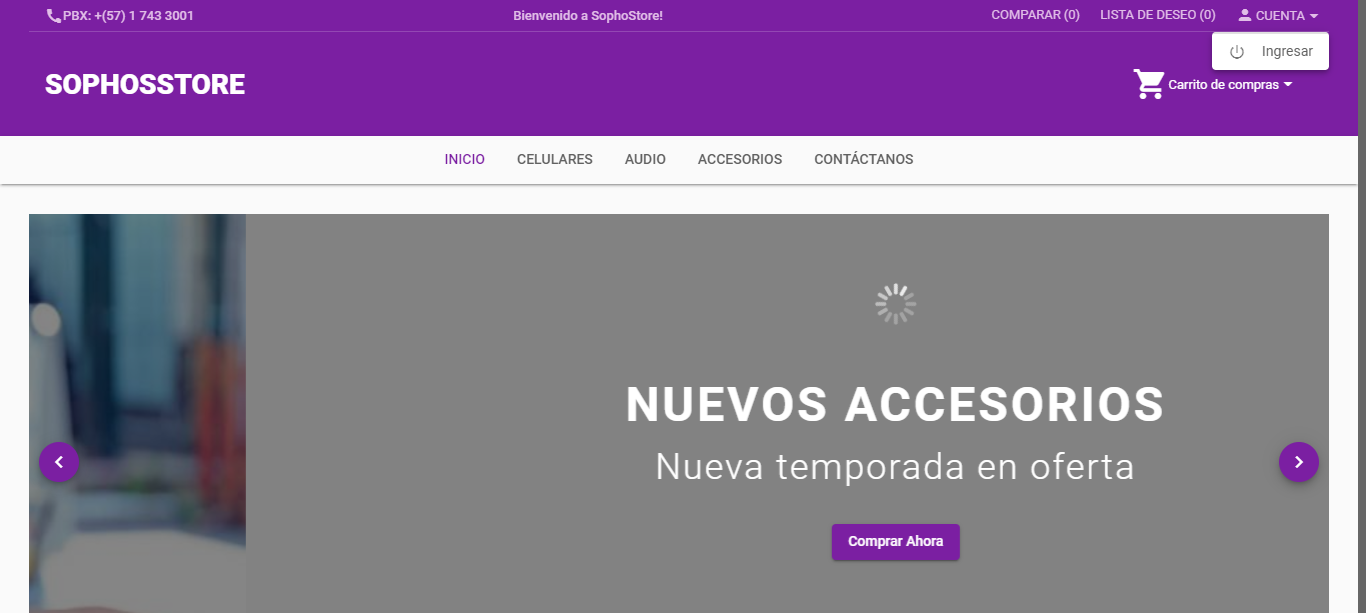 PBX: +(57) 1 743 3001
Bienvenido a SophoStore!
COMPARAR (0)
LISTA DE DESEO (0)
CUENTA
Ingresar
SOPHOSSTORE
Carrito de compras
INICIO
CELULARES
AUDIO
ACCESORIOS
CONTÁCTANOS
NUEVOS ACCESORIOS
Nueva temporada en oferta
Comprar Ahora